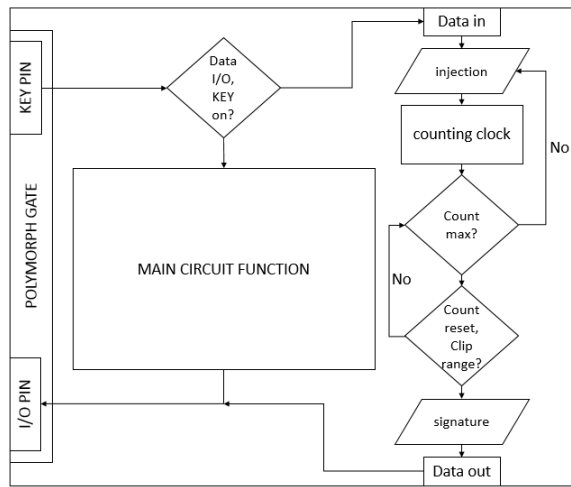 KEY PIN
POLYMORPH GATE
I/O PIN
Data
I/O,
KEY
on?
MAIN CIRCUIT FUNCTION
Data in
injection
counting clock
No
Count
max?
No
Count
reset,
Clip
range?
signature
Data out